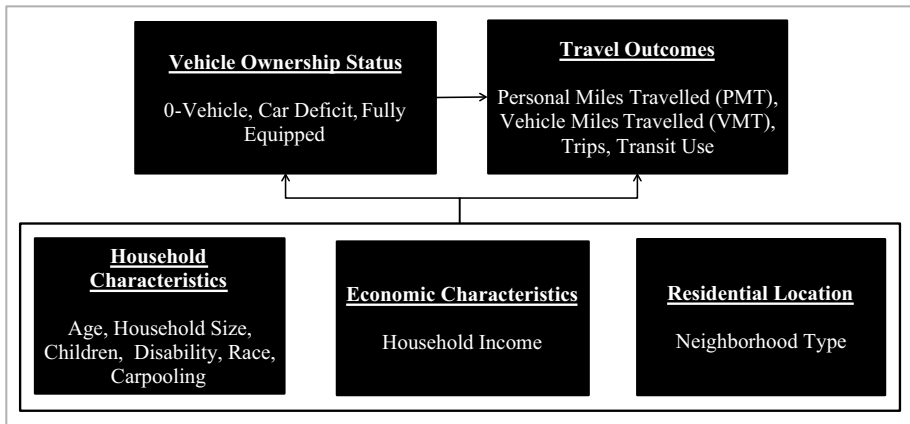 Vehicle Ownership Status
0-Vehicle, Car Deficit, Fully
Equipped
Travel Outcomes
Personal Miles Travelled (PMT),
Vehicle Miles Travelled (VMT),
Trips, Transit Use
Household
Characteristics
Age, Household Size,
Children, Disability, Race,
Carpooling
Economic Characteristics
Household Income
Residential Location
Neighborhood Type